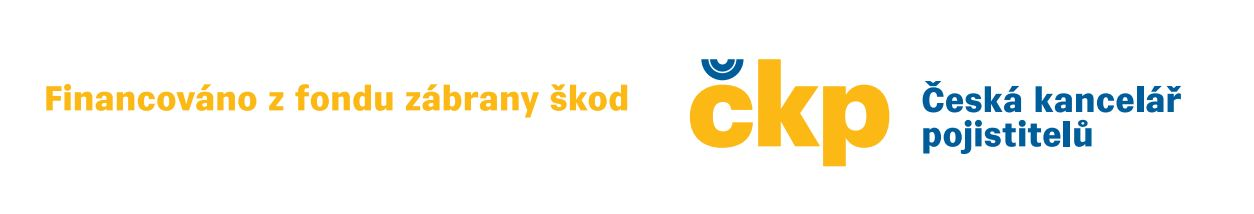 Financováno z fondu zábrany škod
čkp
Česká kancelář
pojistitelů